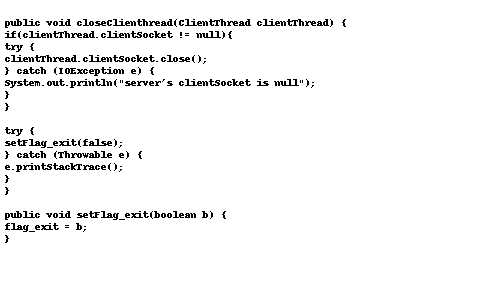 public void closeClienthread(ClientThread clientThread) {
if(clientThread.clientSocket != null){
try {
clientThread.clientSocket.close();
} catch (IOException e) {
System.out.println("server's clientSocket is null");
}
}
try {
setFlag_exit(false);
} catch (Throwable e) {
e.printStackTrace();
}
}
public void setFlag_exit(boolean b) {
flag_exit = b;
}